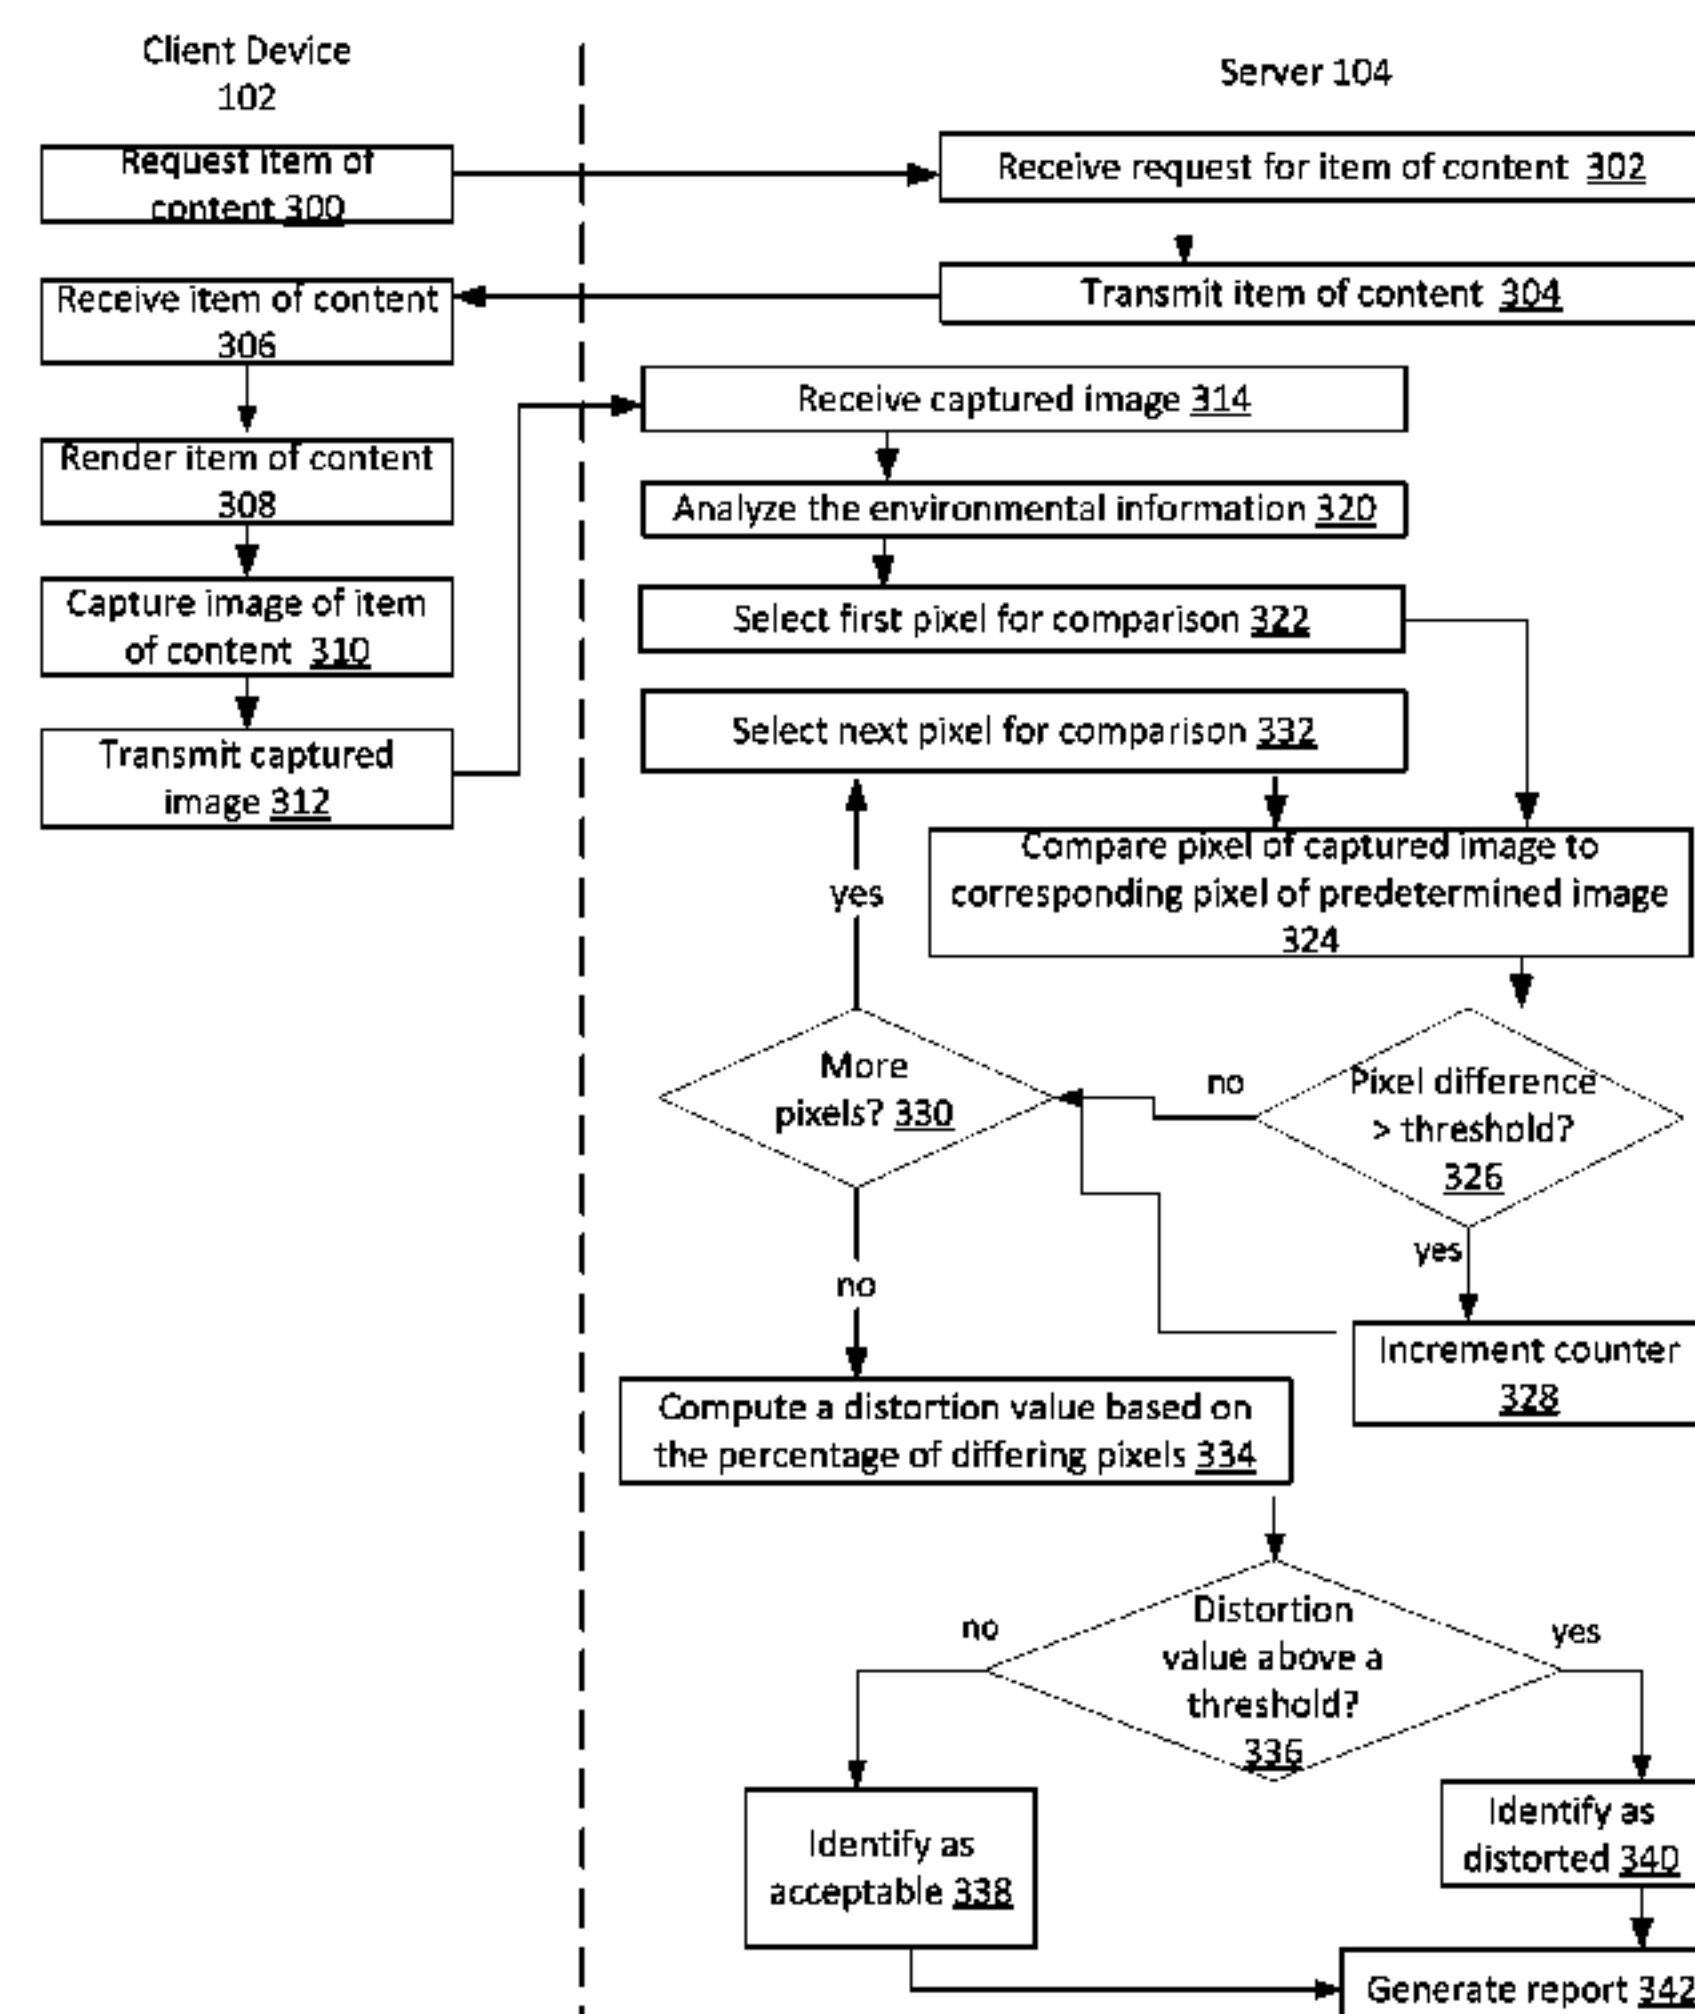 Client Device
102
Server 104
Request item of
content 300
Receive request for item of content 302
Transmit item of content 304
Receive item of content
306
Render item of content
308
Capture image of item
of content 310
Transmit captured
image 312
Receive captured image 314
Analyze the environmental information 320
Select first pixel for comparison 322
Select next pixel for comparison 332
Compare pixel of captured image to
corresponding pixel of predetermined image
324
yes
More
pixels? 330
no
Pixel difference
> threshold?
326
yes
no
Increment counter
328
Compute a distortion value based on
the percentage of differing pixels 334
no
Distortion
value above a
threshold?
336
yes
Identify as
acceptable 338
Identify as
distorted 340
Generate report 342